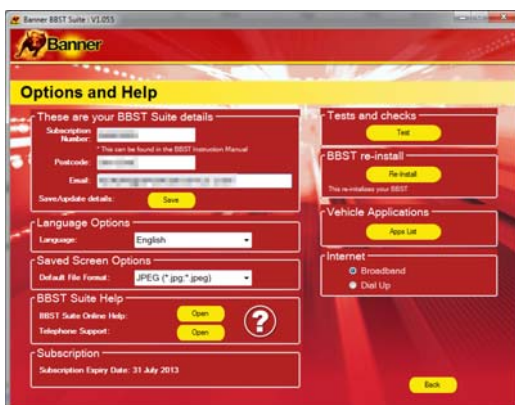 Banner BBST Suite : V1.055
Banner
Options and Help
These are your BBST Suite details
Subscription Number:
* This can be found in the BBST Instruction Manual
Postcode:
Email:
Save/update details: Save
Language Options
Language: English
Saved Screen Options
Default File Format: JPEG (*.jpg;*.jpeg)
BBST Suite Help
BBST Suite Online Help: Open
Telephone Support: Open
?
Subscription
Subscription Expiry Date: 31 July 2013
Tests and checks
Test
BBST re-install
Re-Install
This re-initialises your BBST
Vehicle Applications
Apps List
Internet
Broadband
Dial Up
Back